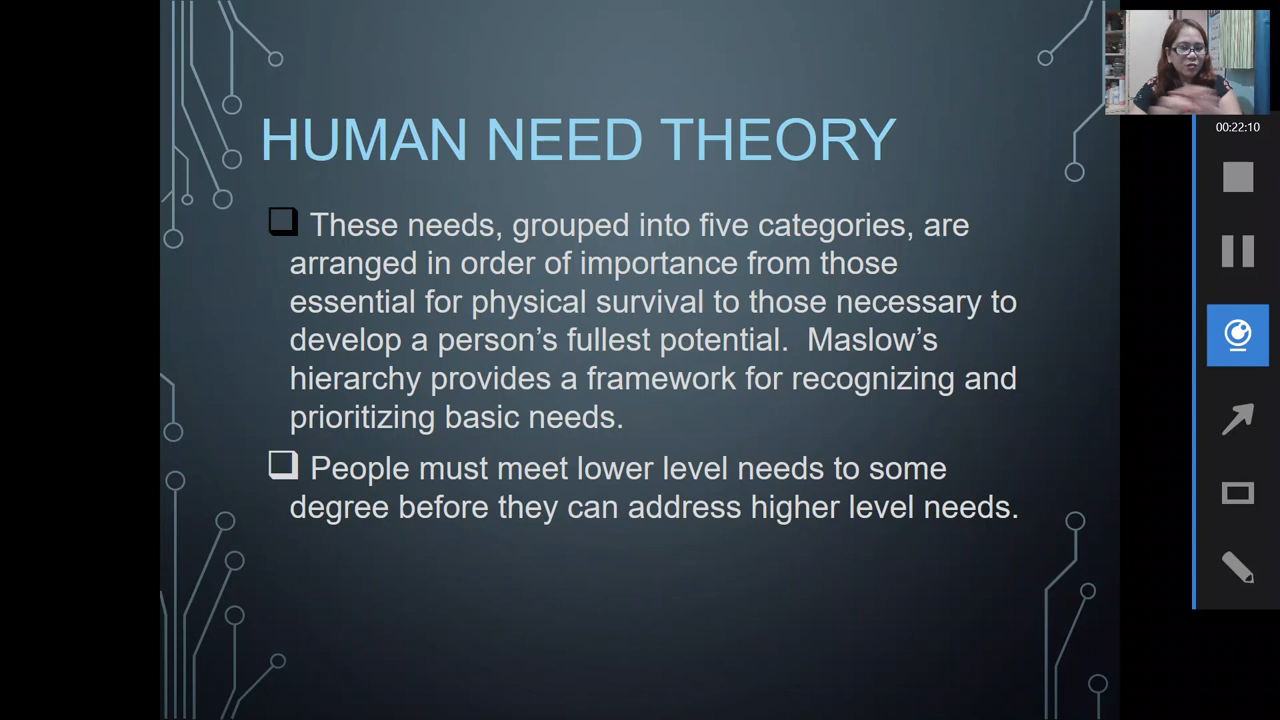 HUMAN NEED THEORY
00:22:10
These needs, grouped into five categories, are
arranged in order of importance from those
essential for physical survival to those necessary to
develop a person’s fullest potential.  Maslow’s
hierarchy provides a framework for recognizing and
prioritizing basic needs.
People must meet lower level needs to some
degree before they can address higher level needs.